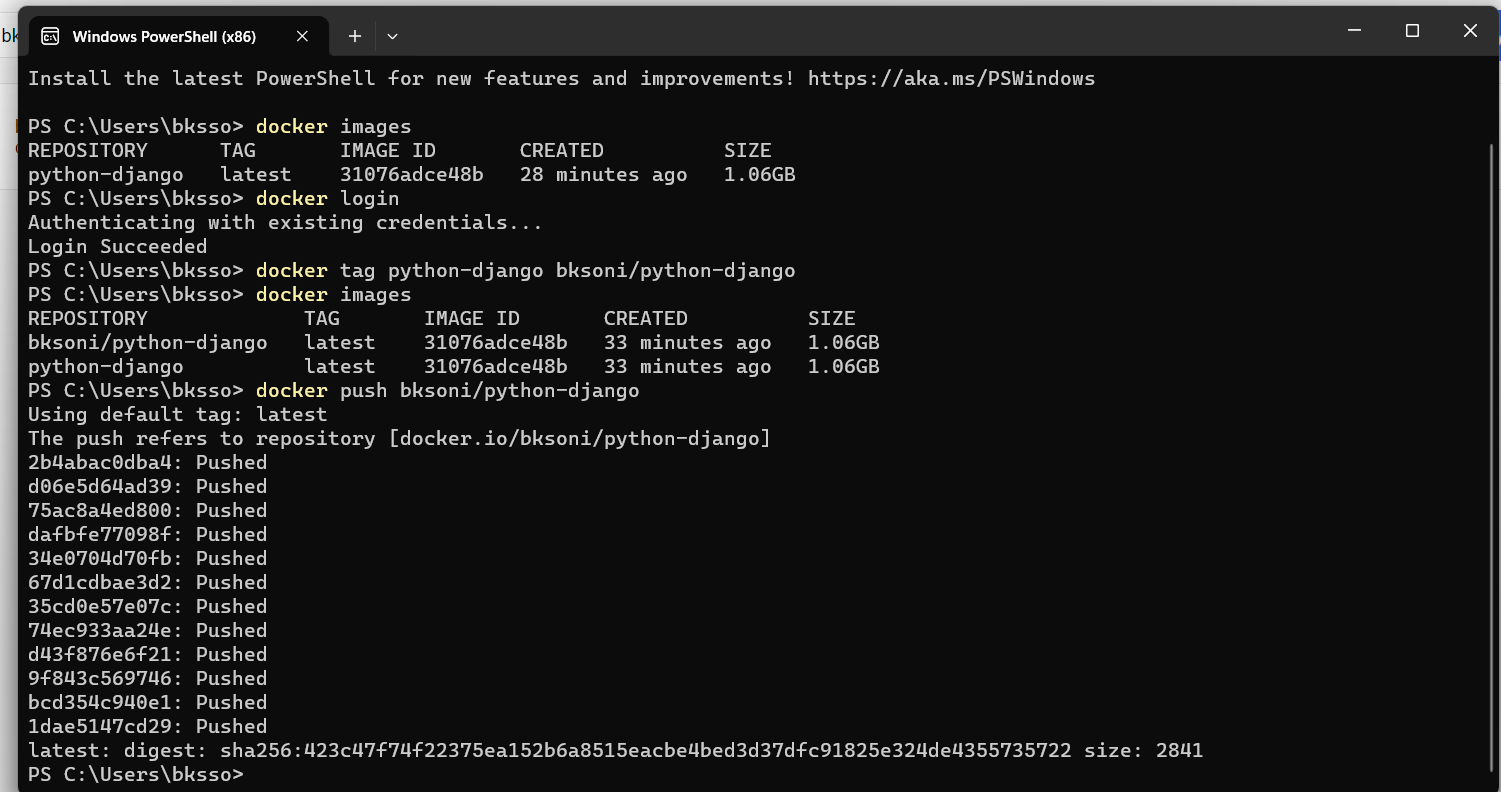 bk
Windows PowerShell (x86)
Install the latest PowerShell for new features and improvements! https://aka.ms/PSWindows
PS C:\Users\bksso> docker images
REPOSITORY TAG IMAGE ID CREATED SIZE
python-django latest 31076adce48b 28 minutes ago 1.06GB
PS C:\Users\bksso> docker login
Authenticating with existing credentials...
Login Succeeded
PS C:\Users\bksso> docker tag python-django bksoni/python-django
PS C:\Users\bksso> docker images
REPOSITORY TAG IMAGE ID CREATED SIZE
bksoni/python-django latest 31076adce48b 33 minutes ago 1.06GB
python-django latest 31076adce48b 33 minutes ago 1.06GB
PS C:\Users\bksso> docker push bksoni/python-django
Using default tag: latest
The push refers to repository [docker.io/bksoni/python-django]
2b4abac0dba4: Pushed
d06e5d64ad39: Pushed
75ac8a4ed800: Pushed
dafbfe77098f: Pushed
34e0704d70fb: Pushed
67d1cdbae3d2: Pushed
35cd0e57e07c: Pushed
74ec933aa24e: Pushed
d43f876e6f21: Pushed
9f843c569746: Pushed
bcd354c940e1: Pushed
1dae5147cd29: Pushed
latest: digest: sha256:423c47f74f22375ea152b6a8515eacbe4bed3d37dfc91825e324de4355735722 size: 2841
PS C:\Users\bksso>